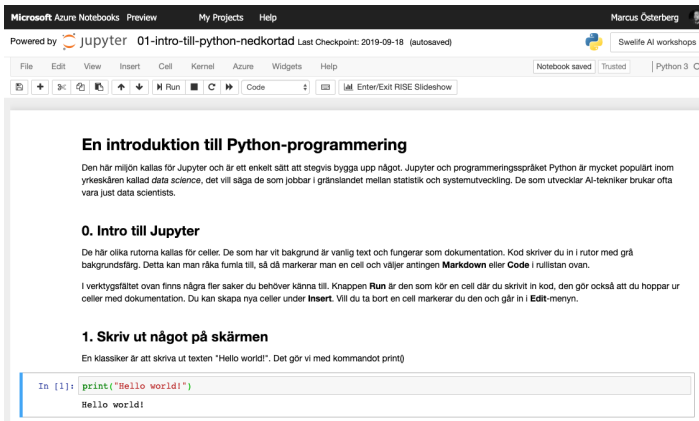 Microsoft Azure Notebooks Preview My Projects Help Marcus Österberg
Powered by jupyter 01-intro-till-python-nedkortad Last Checkpoint: 2019-09-18 (autosaved) Swelife AI workshops
File Edit View Insert Cell Kernel Azure Widgets Help Notebook saved Trusted Python 3
Run Code Enter/Exit RISE Slideshow
En introduktion till Python-programmering
Den här miljön kallas för Jupyter och är ett enkelt sätt att stegvis bygga upp något. Jupyter och programmeringsspråket Python är mycket populärt inom
yrkeskåren kallad data science, det vill säga de som jobbar i gränslandet mellan statistik och systemutveckling. De som utvecklar AI-tekniker brukar ofta
vara just data scientists.
0. Intro till Jupyter
De här olika rutorna kallas för celler. De som har vit bakgrund är vanlig text och fungerar som dokumentation. Kod skriver du in i rutor med grå
bakgrundsfärg. Detta kan man råka fumla till, så då markerar man en cell och väljer antingen Markdown eller Code i rullistan ovan.
I verktygsfältet ovan finns några fler saker du behöver känna till. Knappen Run är den som kör en cell där du skrivit in kod, den gör också att du hoppar ur
celler med dokumentation. Du kan skapa nya celler under Insert. Vill du ta bort en cell markerar du den och går in i Edit-menyn.
1. Skriv ut något på skärmen
En klassiker är att skriva ut texten "Hello world!". Det gör vi med kommandot print()
In [1]: print("Hello world!")
Hello world!